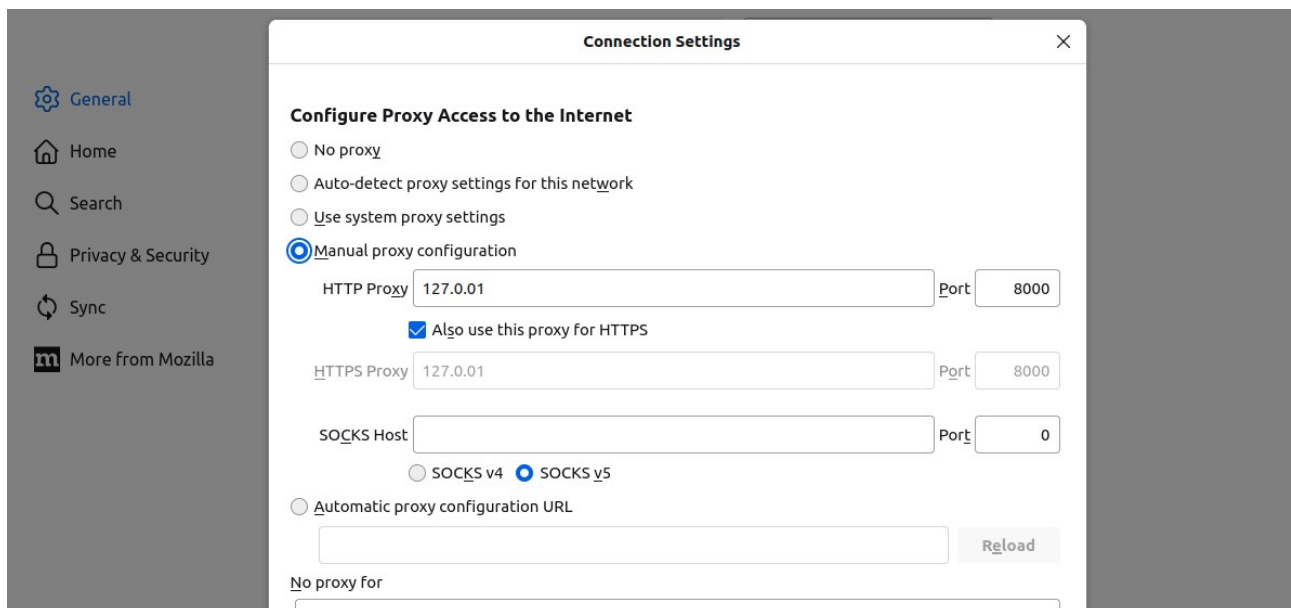 Connection Settings
General
Home
Search
Privacy & Security
Sync
m More from Mozilla
Configure Proxy Access to the Internet
No proxy
Auto-detect proxy settings for this network
Use system proxy settings
Manual proxy configuration
HTTP Proxy 127.0.01 Port 8000
Also use this proxy for HTTPS
HTTPS Proxy 127.0.01 Port 8000
SOCKS Host Port 0
SOCKS v4 SOCKS v5
Automatic proxy configuration URL
Reload
No proxy for